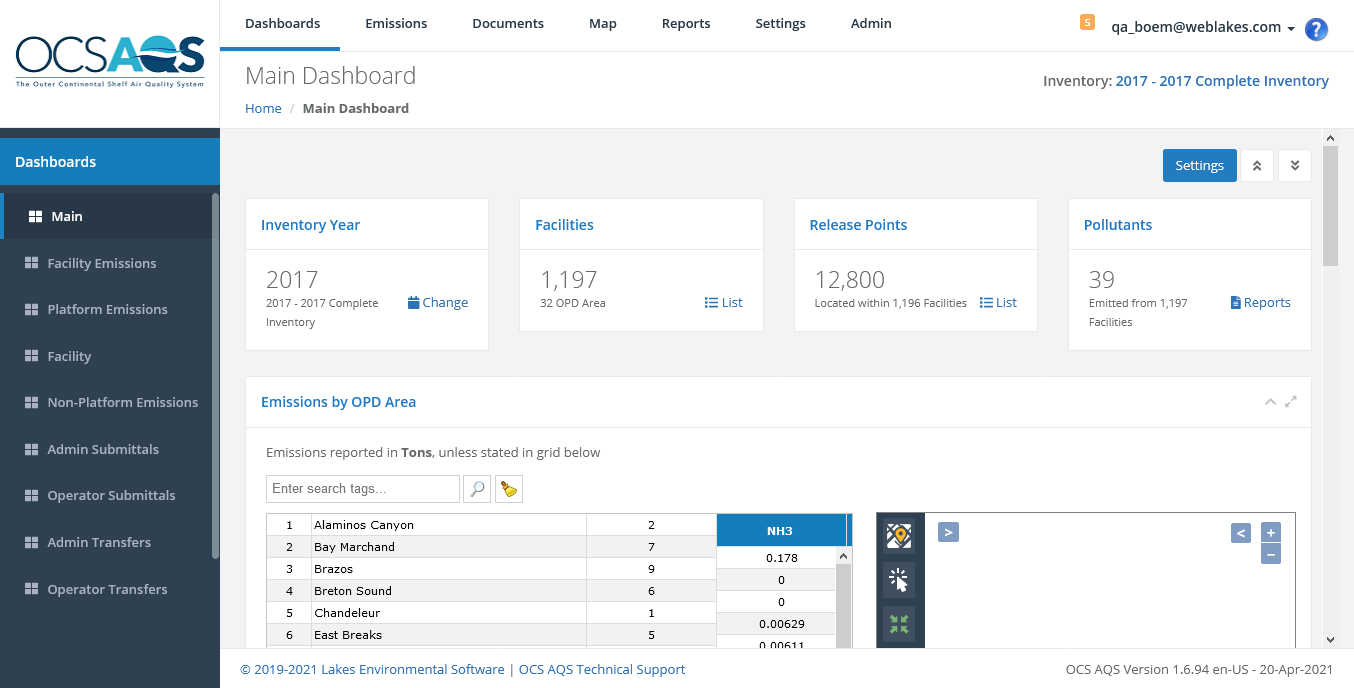 OCSAQS
The Outer Continental Shelf Air Quality System
Dashboards Emissions Documents Map Reports Settings Admin
5 qa_boem@weblakes.com ?
Main Dashboard
Home / Main Dashboard
Inventory: 2017 - 2017 Complete Inventory
Dashboards
Main
Facility Emissions
Platform Emissions
Facility
Non-Platform Emissions
Admin Submittals
Operator Submittals
Admin Transfers
Operator Transfers
Settings
Inventory Year
2017
2017 - 2017 Complete
Inventory
Change
Facilities
1,197
32 OPD Area
List
Release Points
12,800
Located within 1,196 Facilities
List
Pollutants
39
Emitted from 1,197
Facilities
Reports
Emissions by OPD Area
Emissions reported in Tons, unless stated in grid below
Enter search tags...
NH3
1 Alaminos Canyon 2 0.178
2 Bay Marchand 7 0
3 Brazos 9 0
4 Breton Sound 6 0.00629
5 Chandeleur 1 0.00611
6 East Breaks 5
> < +
−
© 2019-2021 Lakes Environmental Software | OCS AQS Technical Support
OCS AQS Version 1.6.94 en-US - 20-Apr-2021